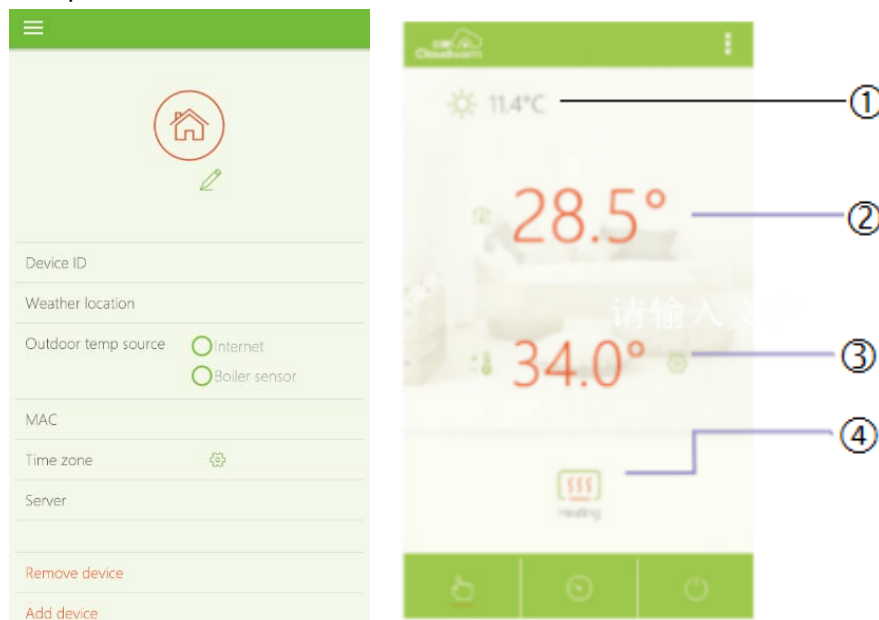 Device ID
Weather location
Outdoor temp source
Internet
Boiler sensor
MAC
Time zone
Server
Remove device
Add device
Cloudwarm
11.4°C
①
28.5°
②
请输入文
34.0°
③
④
Heating